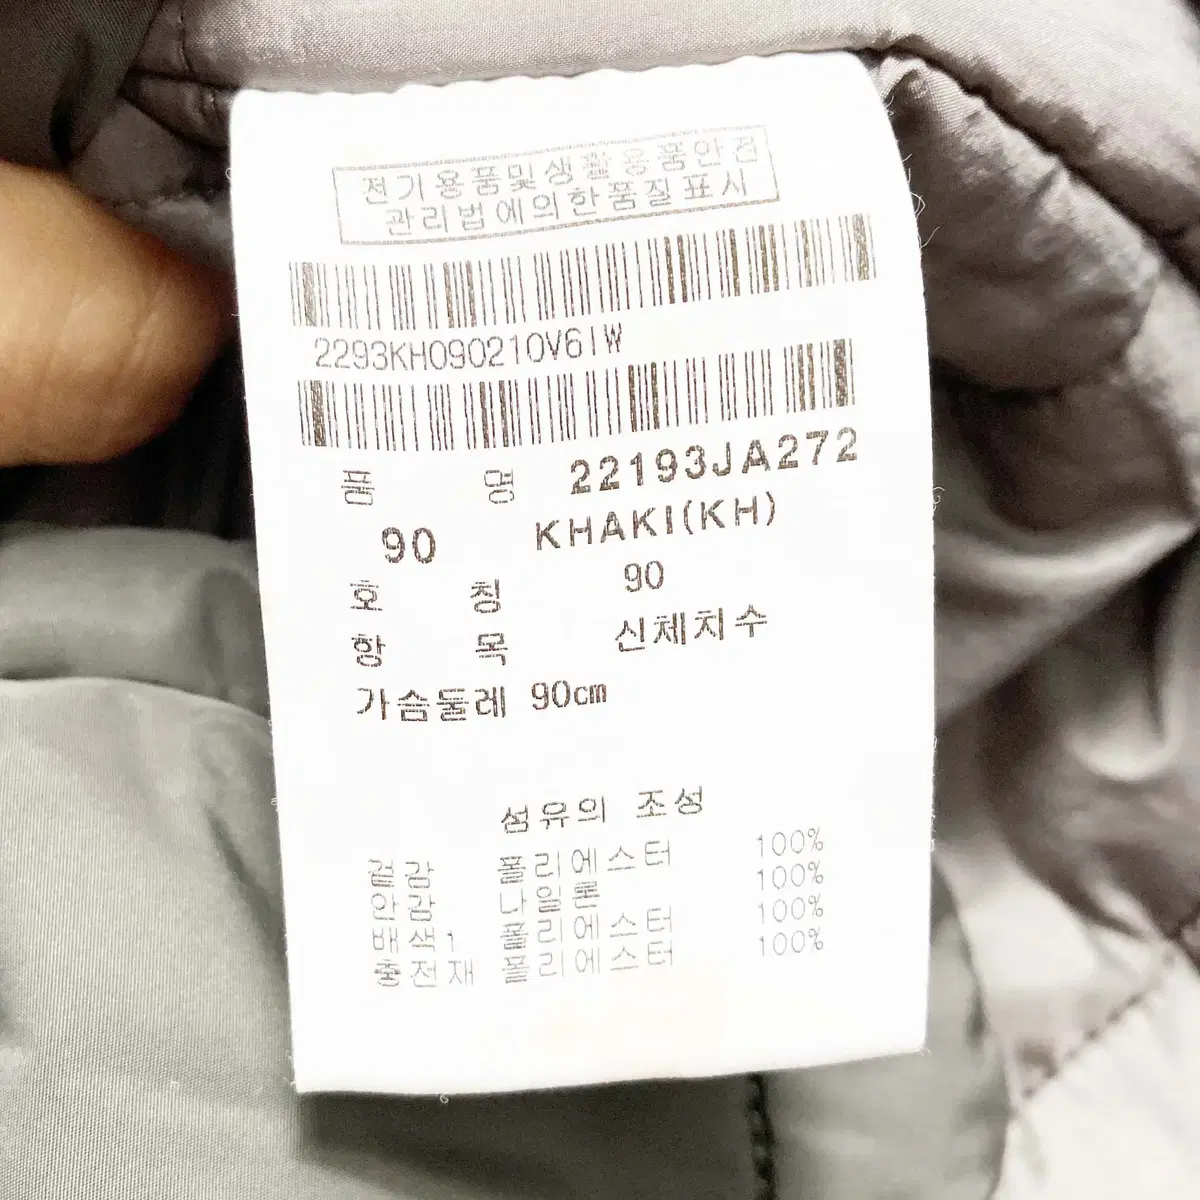 전기용품및생활용품안전
관리법에의한품질표시
2293KH090210V61W
품 명 22193JA272
90 KHAKI(KH)
호 칭 90
항 목 신체치수
가슴둘레 90cm
섬유의 조성
겉감 폴리에스터 100%
안감 나일론 100%
배색1 폴리에스터 100%
충전재 폴리에스터 100%